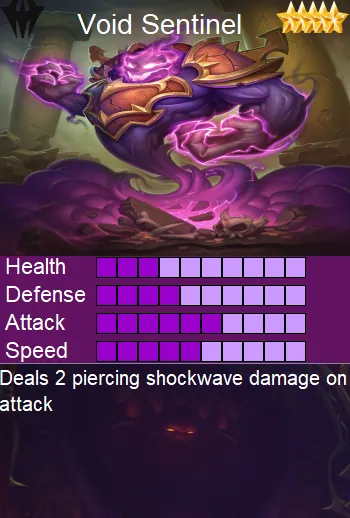 Void Sentinel
Health
Defense
Attack
Speed
Deals 2 piercing shockwave damage on
attack